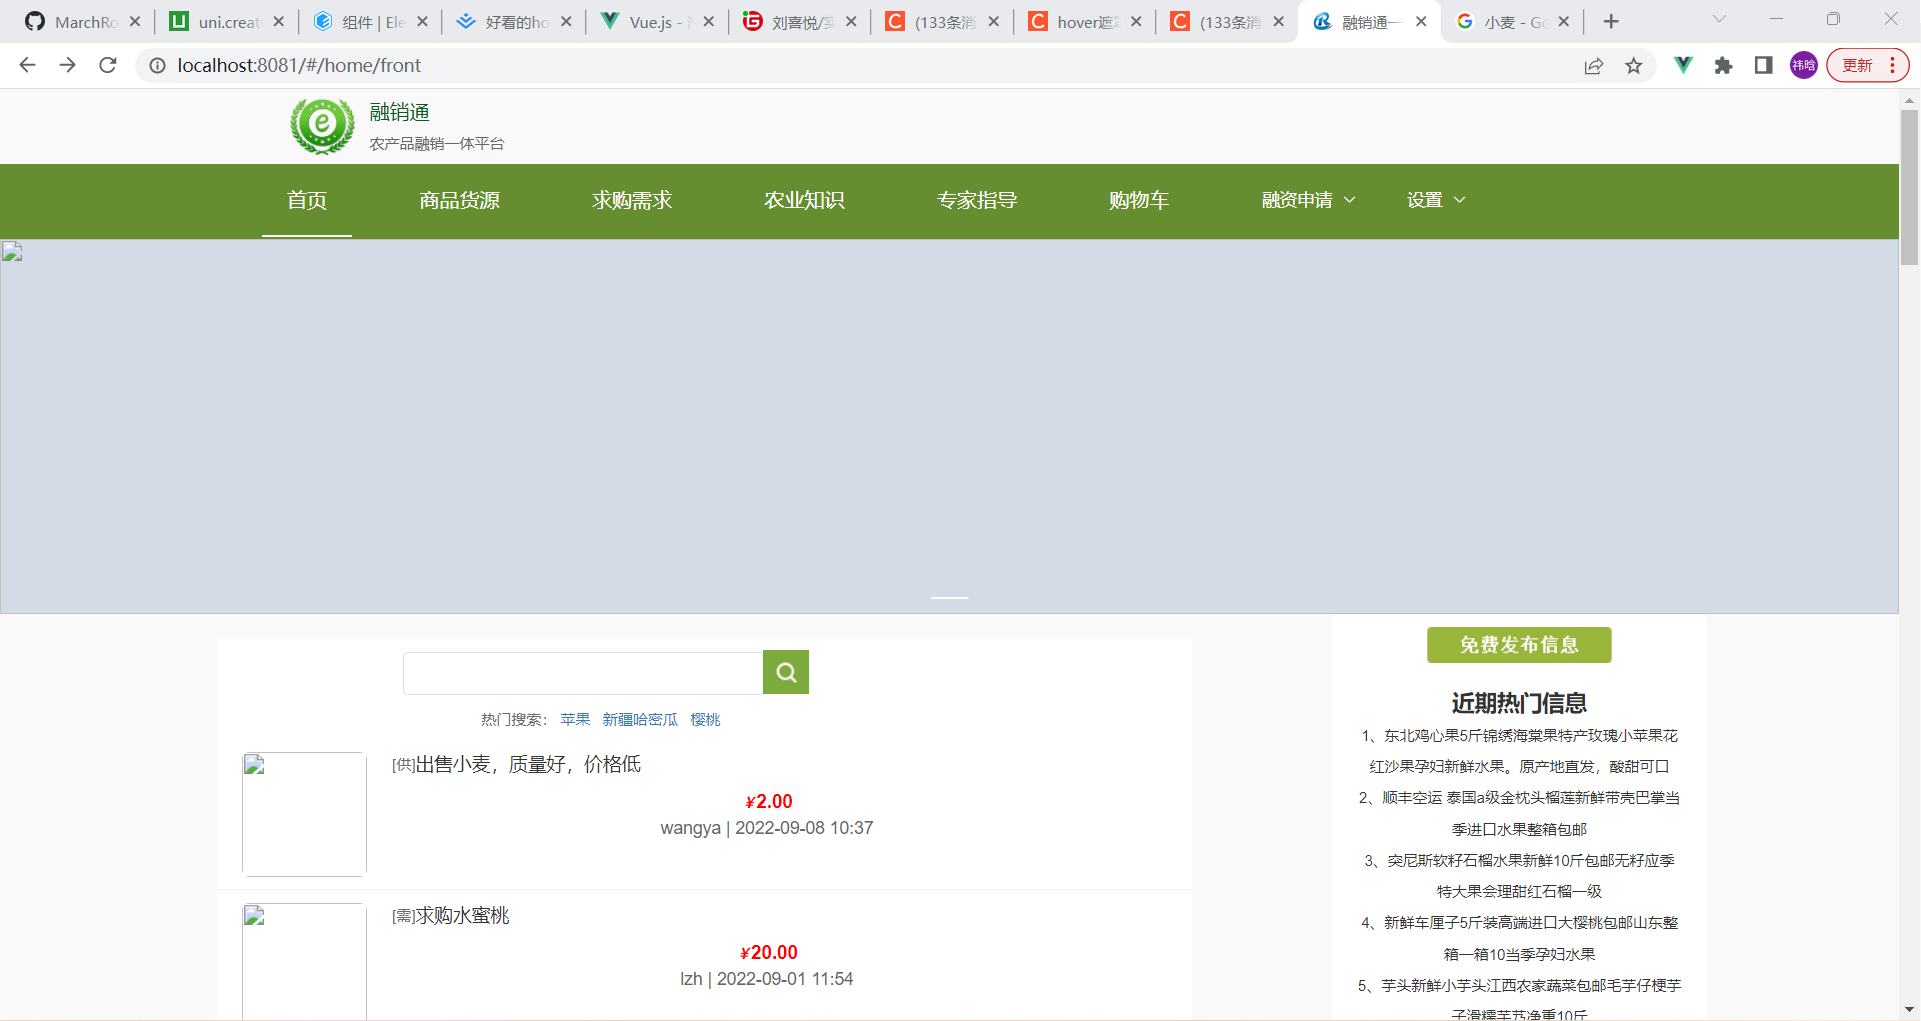 MarchRo
uni.creat
组件 | Ele
好看的ho
Vue.js -
刘喜悦/实
(133条消
hover遮罩
(133条消
融销通一
小麦 - Go
localhost:8081/#/home/front
祎晗
更新
融销通
农产品融销一体平台
首页 商品货源 求购需求 农业知识 专家指导 购物车 融资申请 设置
免费发布信息
热门搜索： 苹果 新疆哈密瓜 樱桃
[供]出售小麦，质量好，价格低
¥2.00
wangya | 2022-09-08 10:37
[需]求购水蜜桃
¥20.00
lzh | 2022-09-01 11:54
近期热门信息
1、东北鸡心果5斤锦绣海棠果特产玫瑰小苹果花
红沙果孕妇新鲜水果。原产地直发，酸甜可口
2、顺丰空运 泰国a级金枕头榴莲新鲜带壳巴掌当
季进口水果整箱包邮
3、突尼斯软籽石榴水果新鲜10斤包邮无籽应季
特大果会理甜红石榴一级
4、新鲜车厘子5斤装高端进口大樱桃包邮山东整
箱一箱10当季孕妇水果
5、芋头新鲜小芋头江西农家蔬菜包邮毛芋仔梗芋
子滑糯芋艿净重10斤